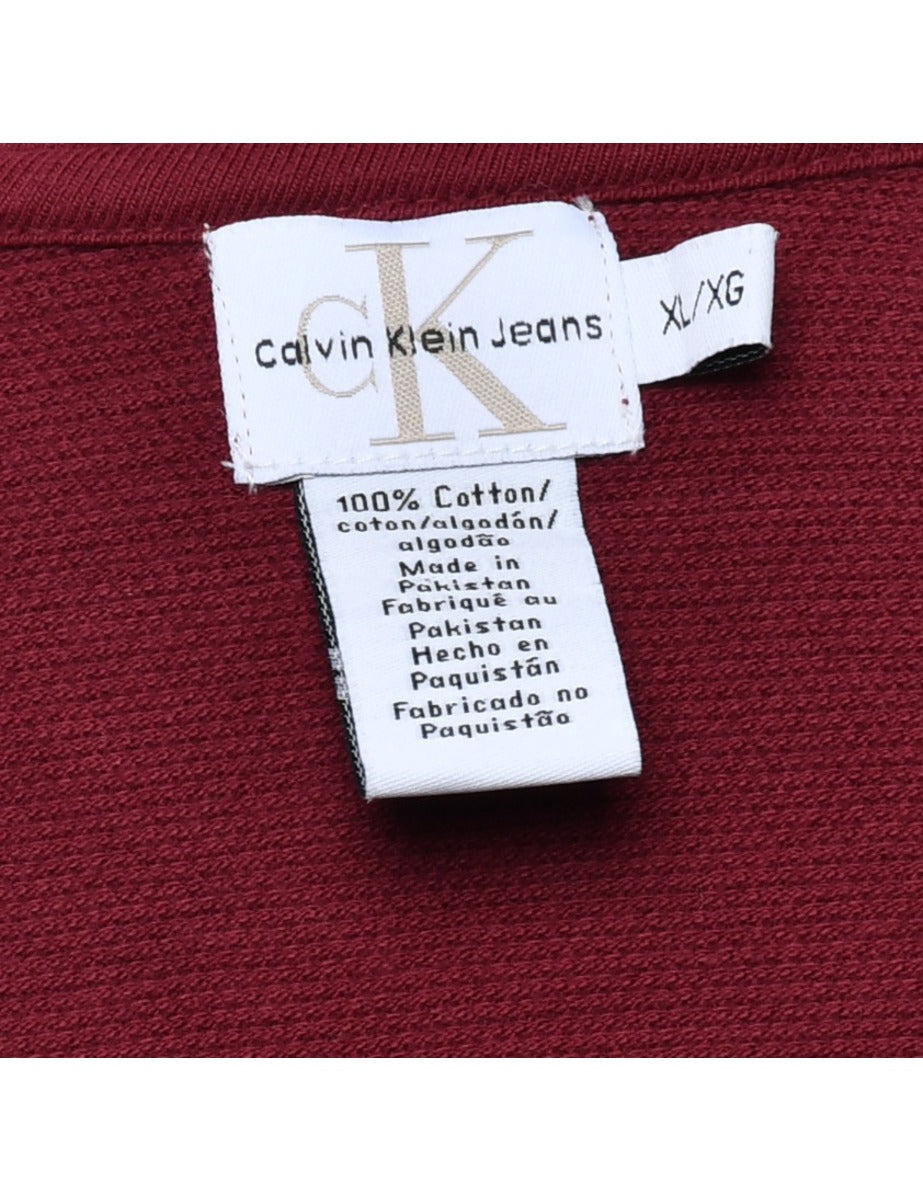 CK
Calvin Klein Jeans
XL/XG
100% Cotton/
coton/algodón/
algodão
Made in
Pakistan
Fabriqué au
Pakistan
Hecho en
Paquistán
Fabricado no
Paquistão